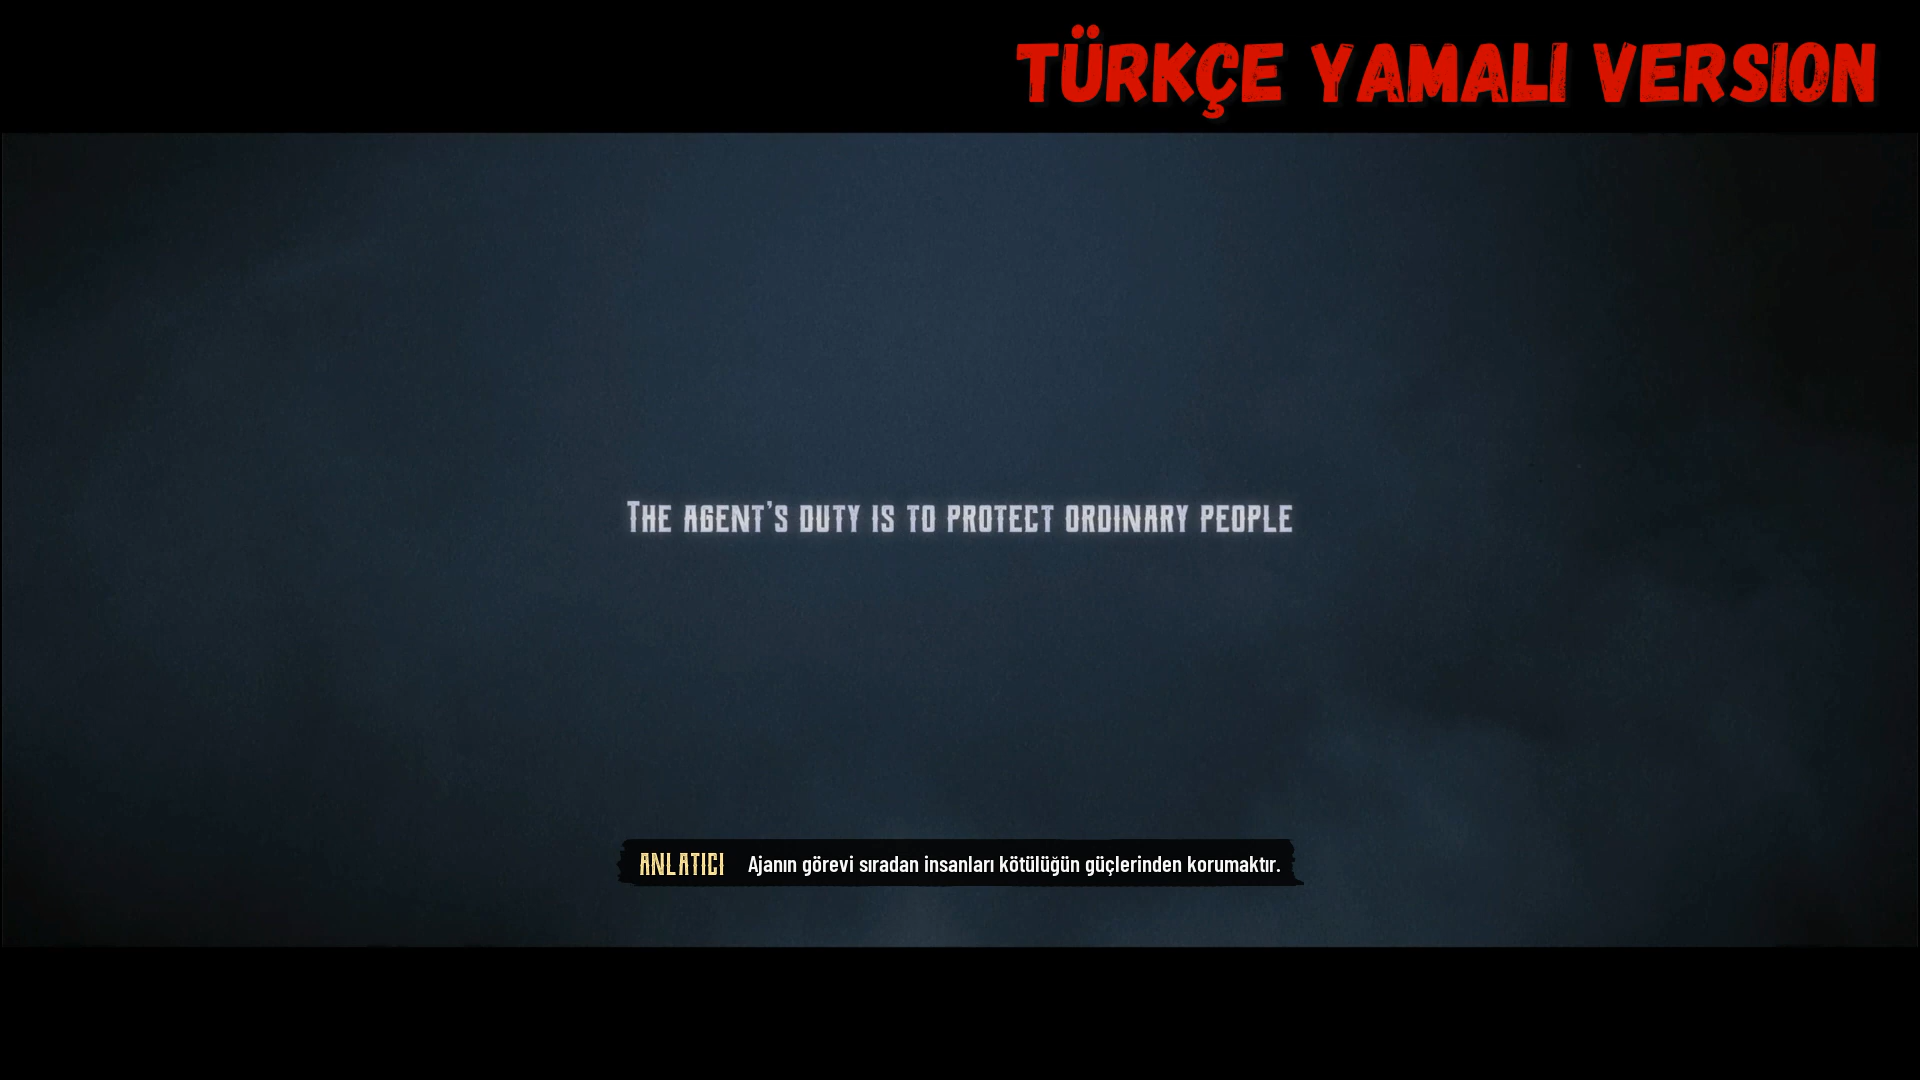 TÜRKÇE YAMALI VERSION
THE AGENT'S DUTY IS TO PROTECT ORDINARY PEOPLE
ANLATICI Ajanın görevi sıradan insanları kötülüğün güçlerinden korumaktır.